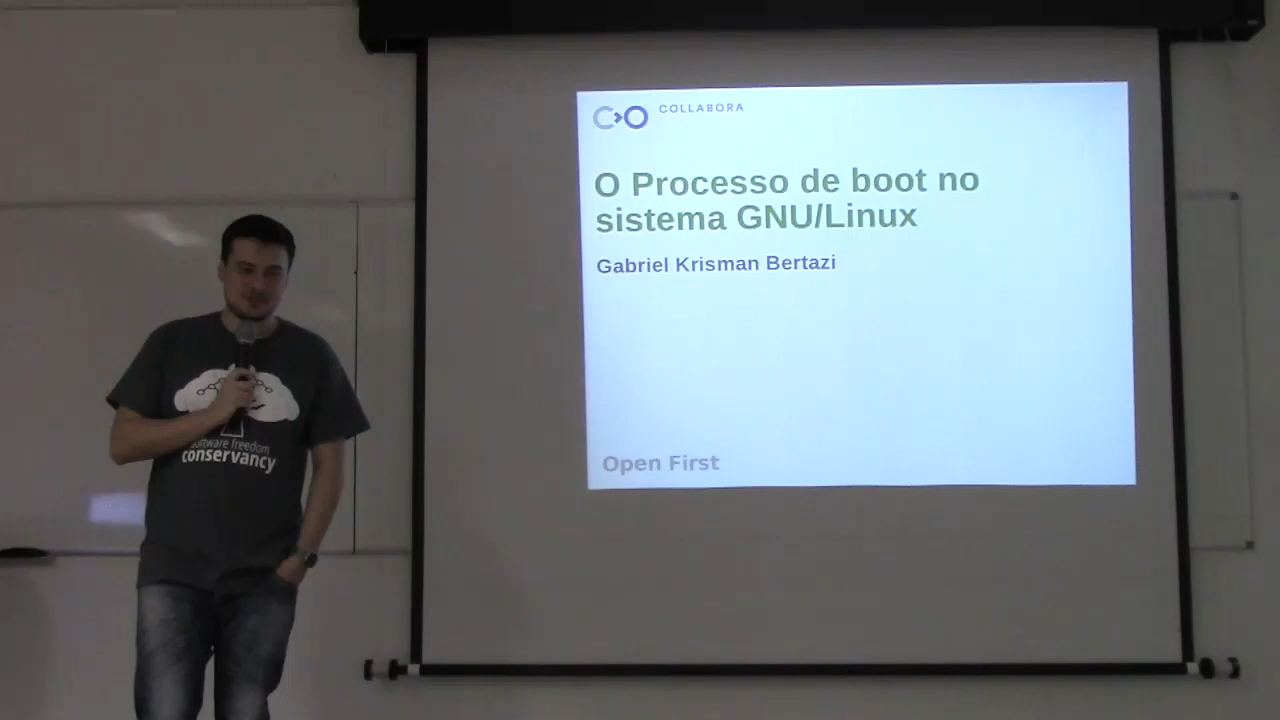 COLLABORA
O Processo de boot no
sistema GNU/Linux
Gabriel Krisman Bertazi
Open First
software freedom
conservancy